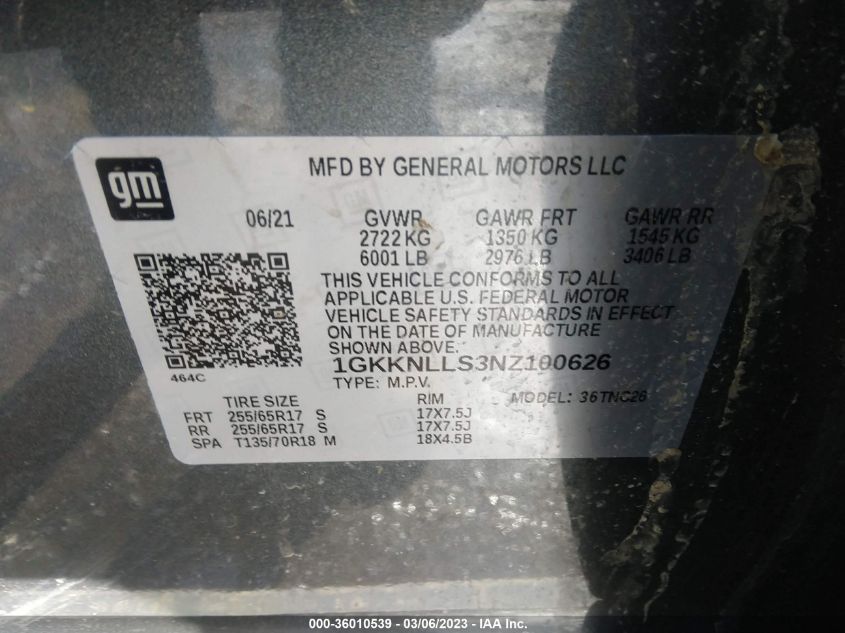 gm
MFD BY GENERAL MOTORS LLC
06/21 GVWR GAWR FRT GAWR RR
2722 KG 1350 KG 1545 KG
6001 LB 2976 LB 3406 LB
THIS VEHICLE CONFORMS TO ALL
APPLICABLE U.S. FEDERAL MOTOR
VEHICLE SAFETY STANDARDS IN EFFECT
ON THE DATE OF MANUFACTURE
SHOWN ABOVE.
1GKKNLLS3NZ100626
464C
TYPE: M.P.V. MODEL: 36TNC26
TIRE SIZE RIM
FRT 255/65R17 S 17X7.5J
RR 255/65R17 S 17X7.5J
SPA T135/70R18 M 18X4.5B
000-36010539 - 03/06/2023 - IAA Inc.